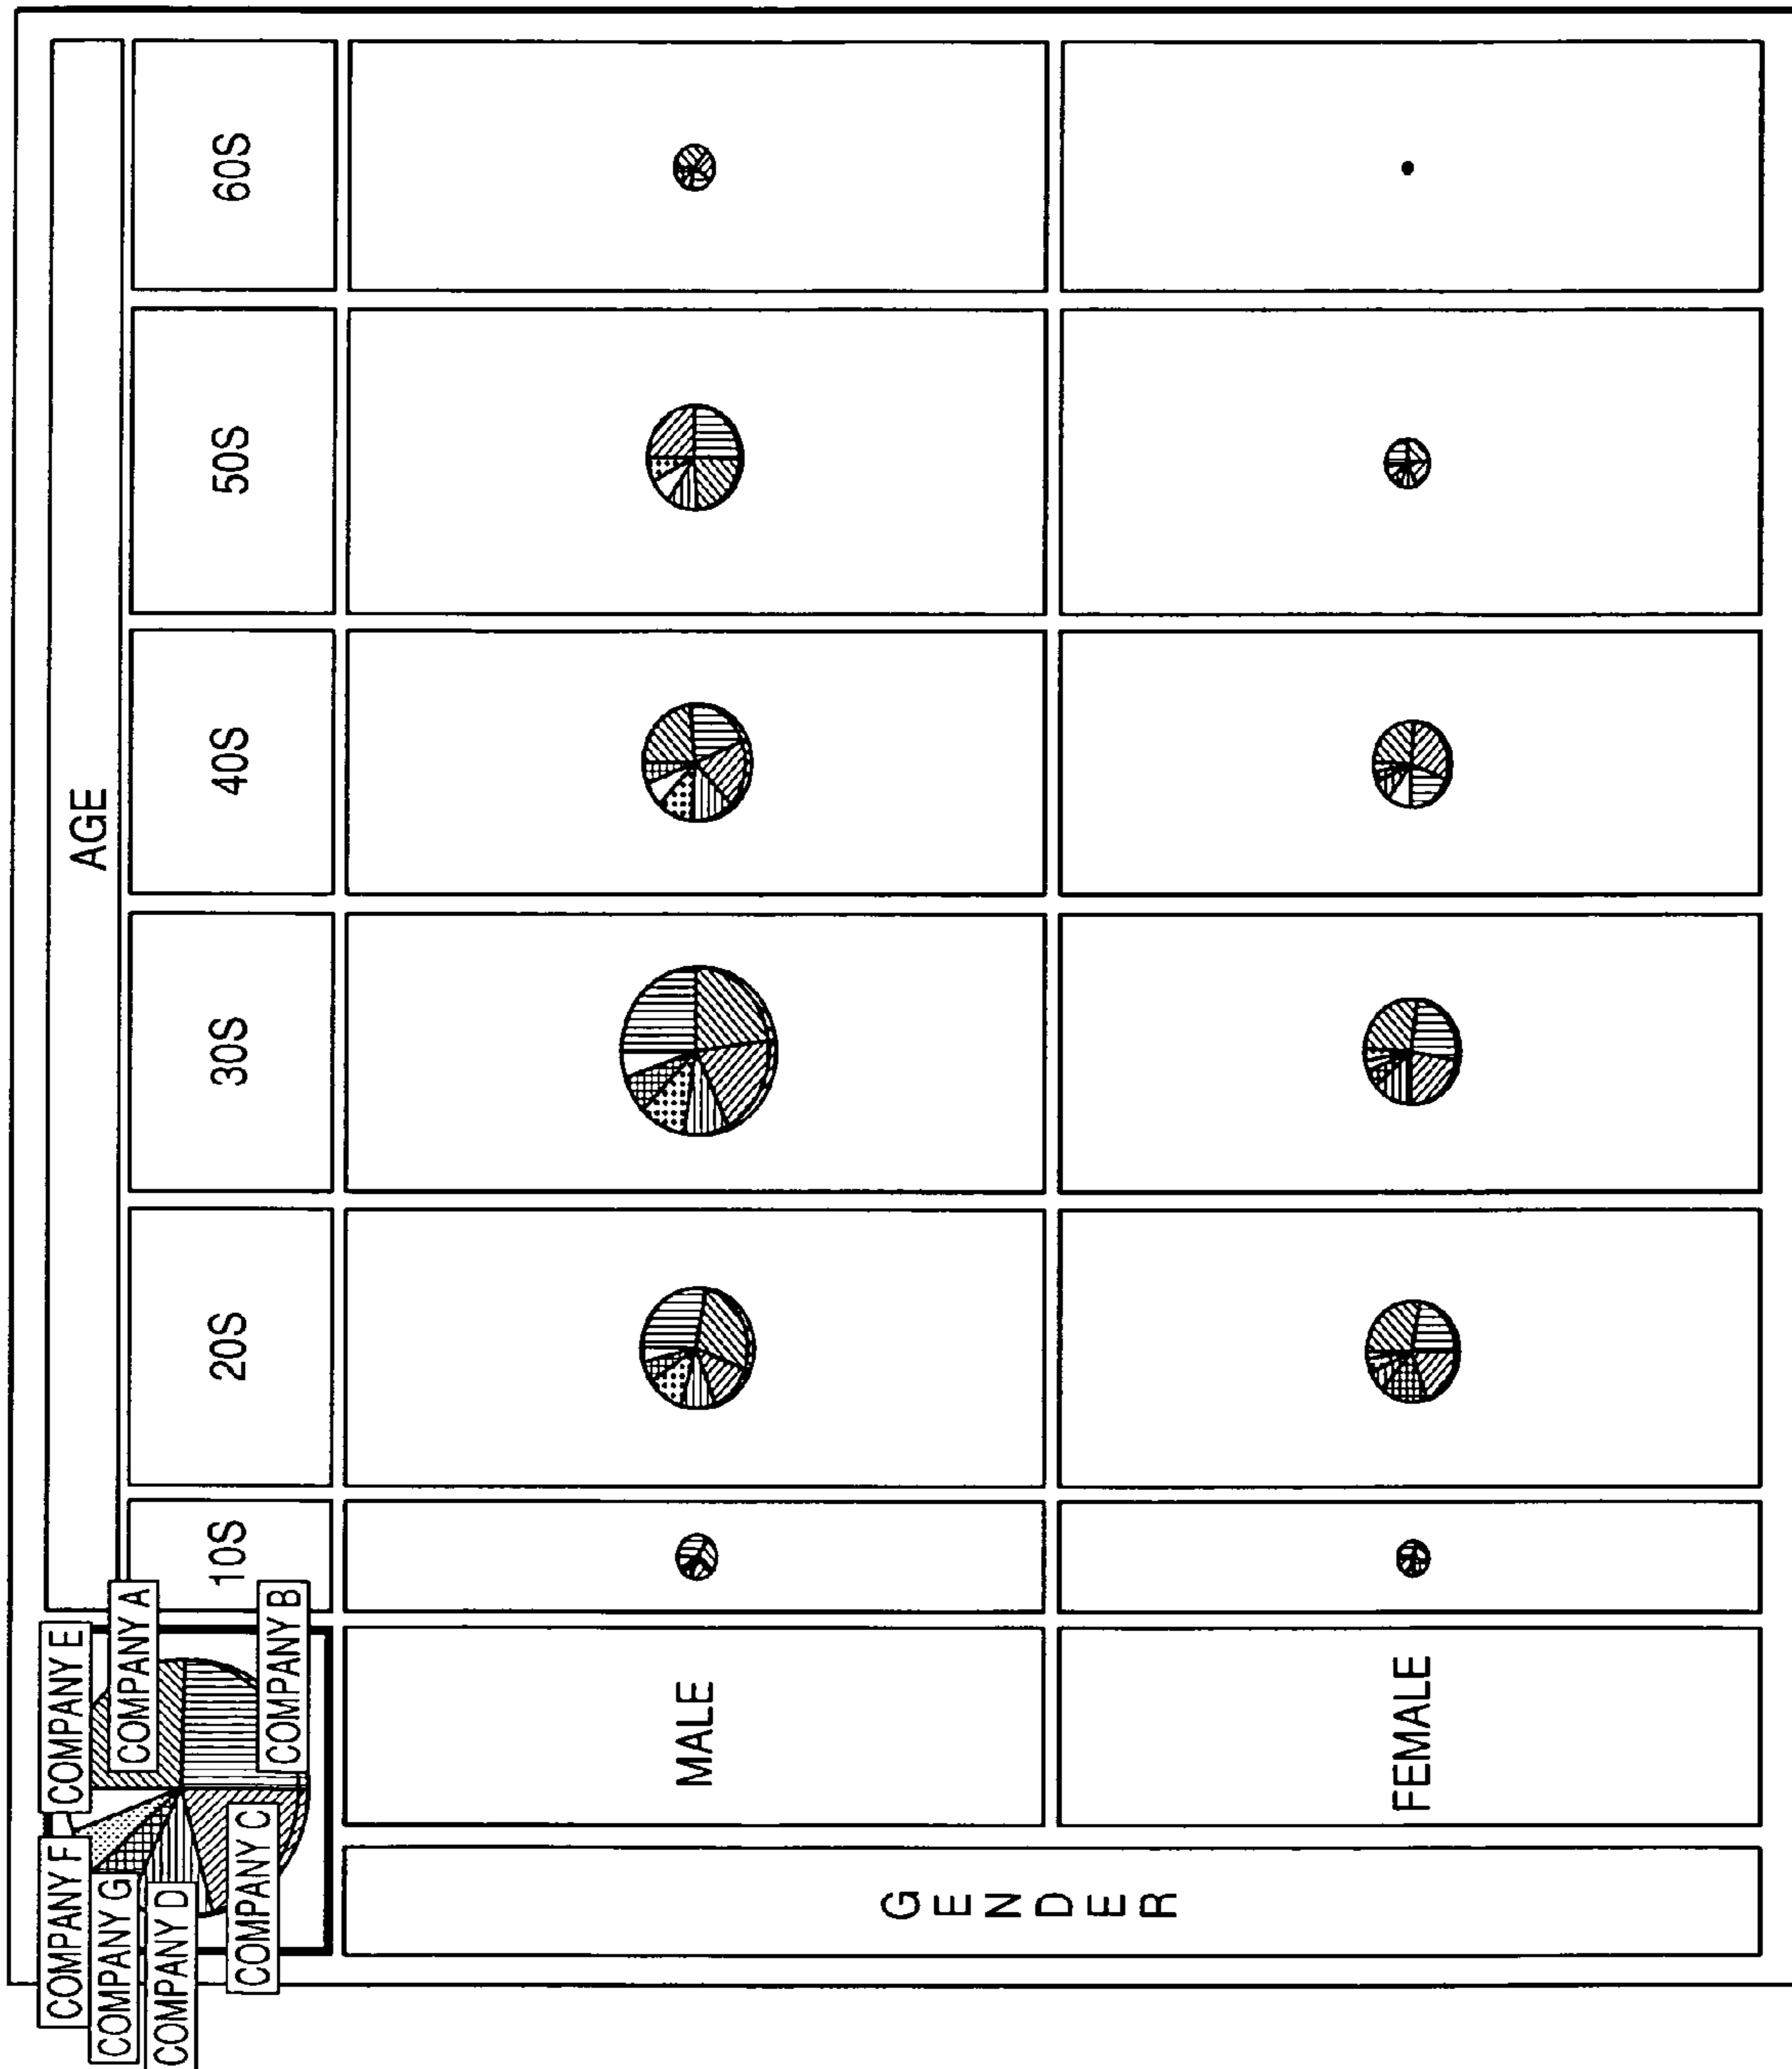 COMPANY F
COMPANY E
COMPANY G
COMPANY A
COMPANY D
COMPANY C
COMPANY B
AGE
10S
20S
30S
40S
50S
60S
GENDER
MALE
FEMALE